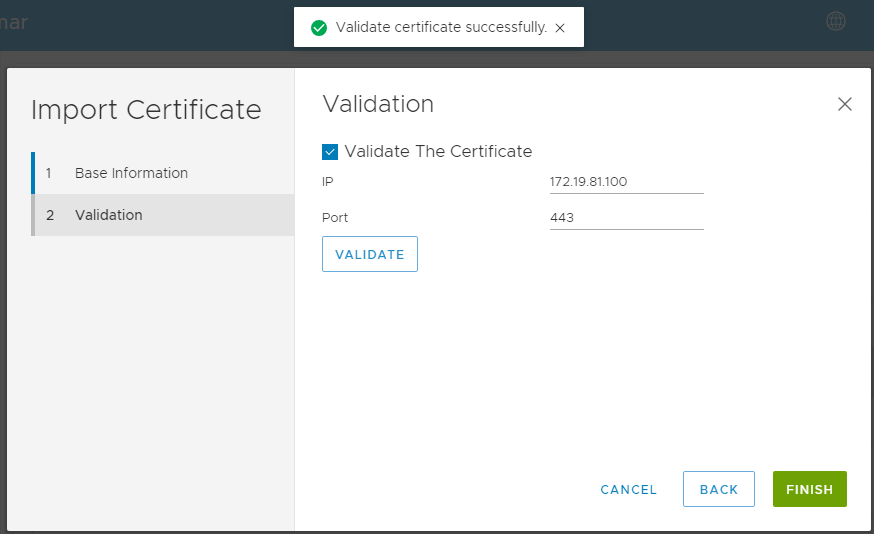 mar
Validate certificate successfully.
Import Certificate
1 Base Information
2 Validation
Validation
Validate The Certificate
IP 172.19.81.100
Port 443
VALIDATE
CANCEL BACK FINISH